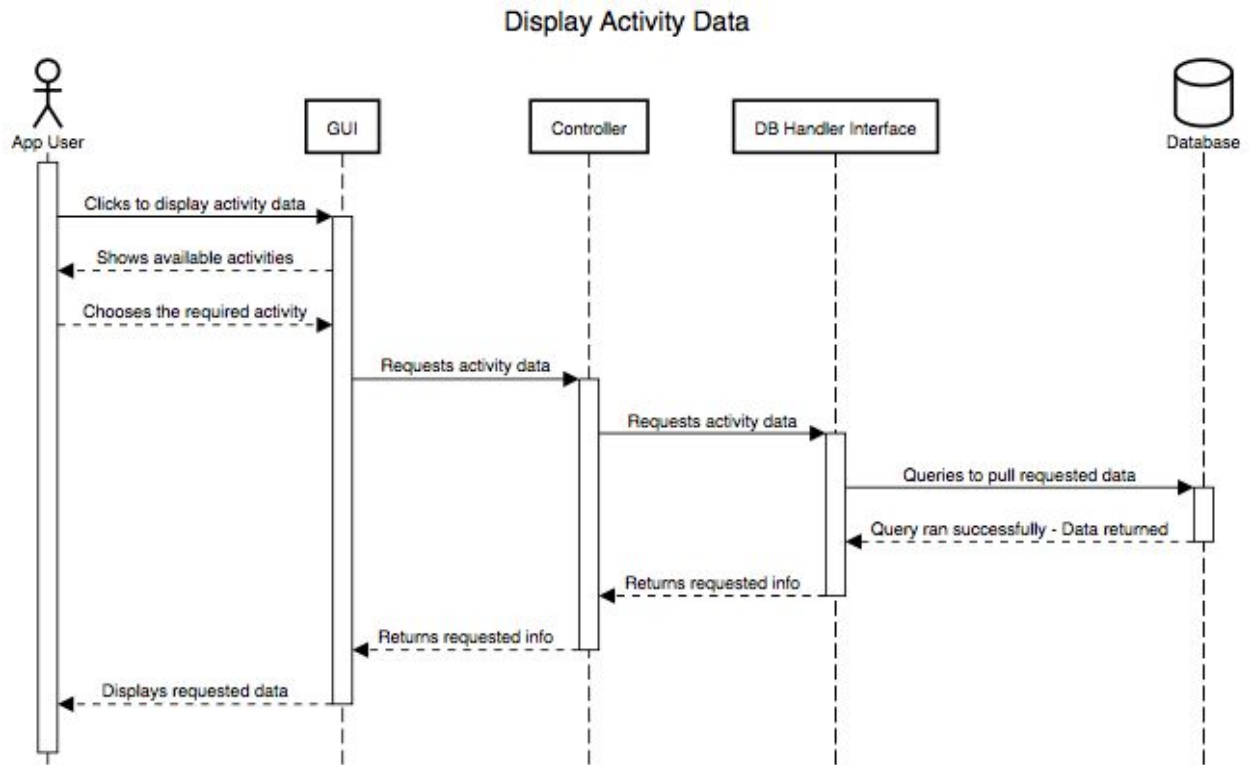 Display Activity Data
App User
GUI
Controller
DB Handler Interface
Database
Clicks to display activity data
Shows available activities
Chooses the required activity
Requests activity data
Requests activity data
Queries to pull requested data
Query ran successfully - Data returned
Returns requested info
Returns requested info
Displays requested data